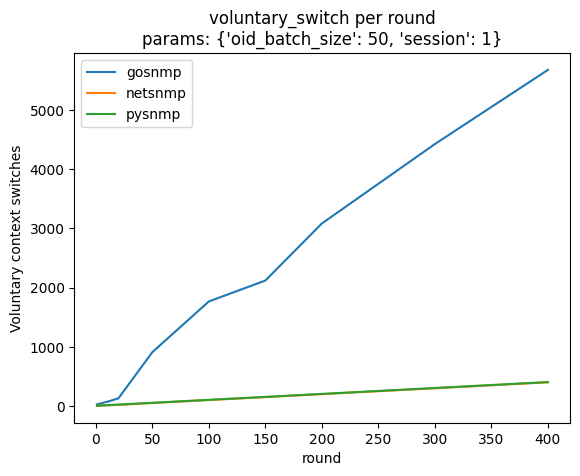 voluntary_switch per round
params: {'oid_batch_size': 50, 'session': 1}
gosnmp
netsnmp
pysnmp
Voluntary context switches
5000
4000
3000
2000
1000
0
0 50 100 150 200 250 300 350 400
round